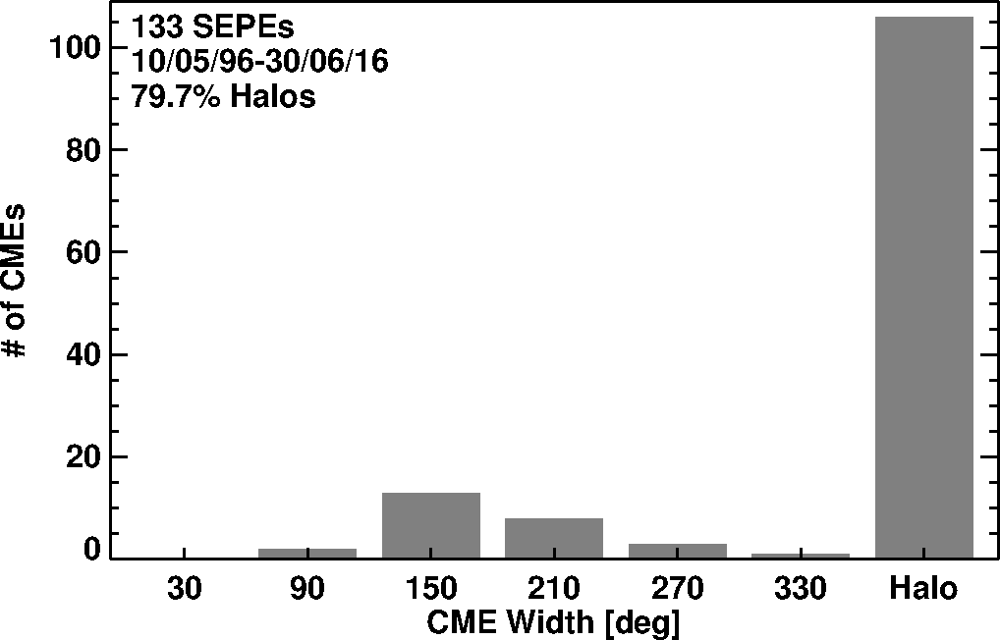 133 SEPEs
10/05/96-30/06/16
79.7% Halos
100
80
60
40
20
0
# of CMEs
30 90 150 210 270 330 Halo
CME Width [deg]